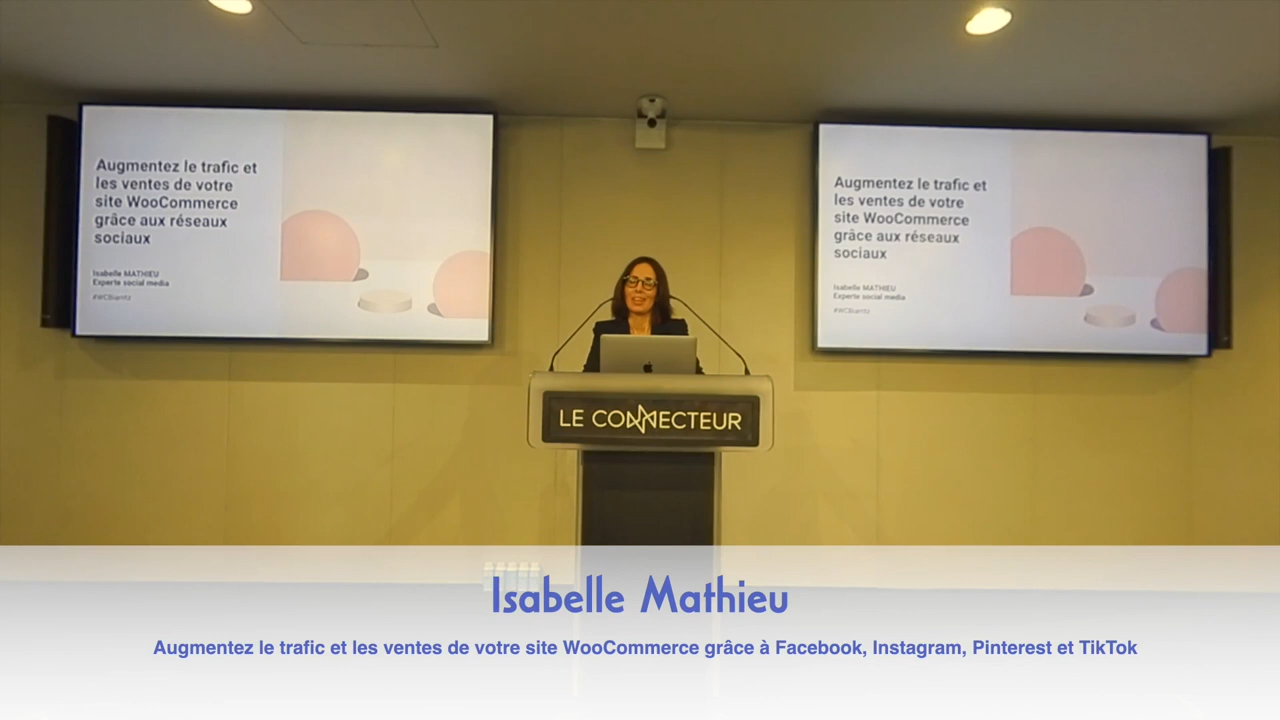 Augmentez le trafic et
les ventes de votre
site WooCommerce
grâce aux réseaux
sociaux
Isabelle MATHIEU
Experte social media
#WCBiarritz
Augmentez le trafic et
les ventes de votre
site WooCommerce
grâce aux réseaux
sociaux
Isabelle MATHIEU
Experte social media
#WCBiarritz
LE CONNECTEUR
Isabelle Mathieu
Augmentez le trafic et les ventes de votre site WooCommerce grâce à Facebook, Instagram, Pinterest et TikTok